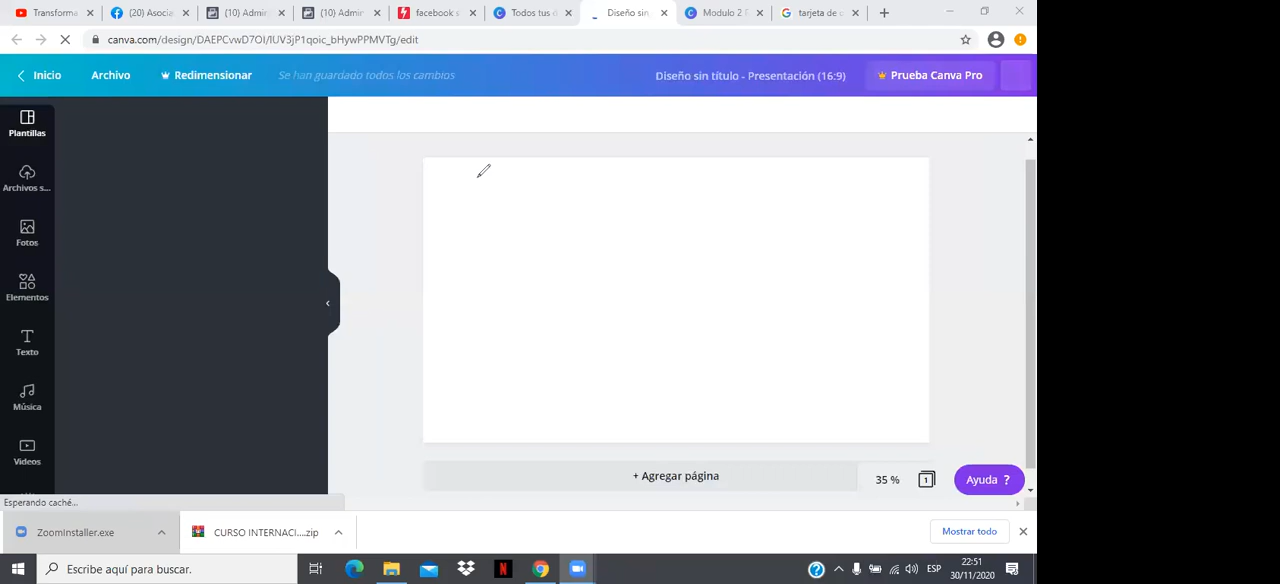 Transforma
(20) Asocia
(10) Admin
(10) Admin
facebook s
Todos tus d
Diseño sin
Modulo 2 P
tarjeta de
canva.com/design/DAEPCvwD7OI/IUV3jP1qoic_bHywPPMVTg/edit
Inicio
Archivo
Redimensionar
Se han guardado todos los cambios
Diseño sin título - Presentación (16:9)
Prueba Canva Pro
Plantillas
Archivos s...
Fotos
Elementos
Texto
Música
Videos
+ Agregar página
35 %
1
Ayuda ?
Esperando caché...
ZoomInstaller.exe
CURSO INTERNACI....zip
Mostrar todo
Escribe aquí para buscar.
ESP
22:51
30/11/2020